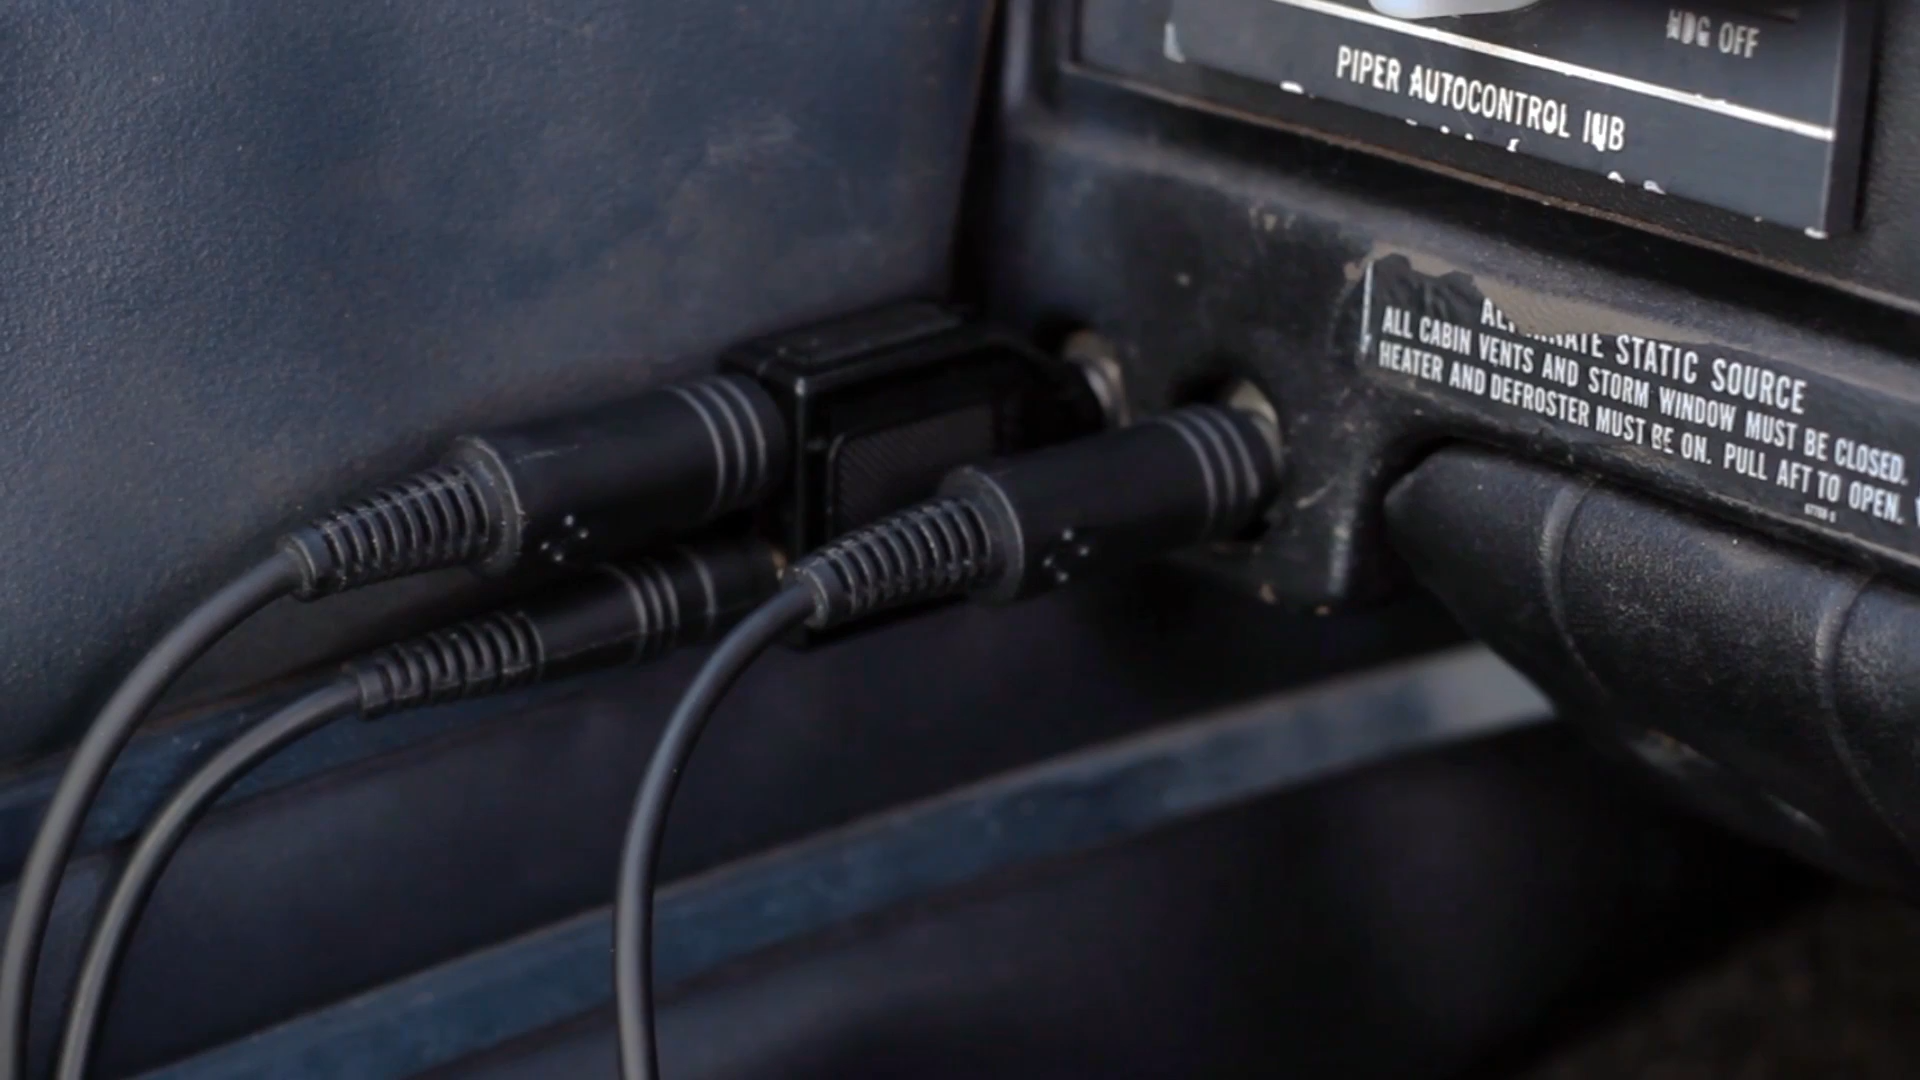 HDG OFF
PIPER AUTOCONTROL IIIB
STATIC SOURCE
ALL CABIN VENTS AND STORM WINDOW MUST BE CLOSED.
HEATER AND DEFROSTER MUST BE ON. PULL AFT TO OPEN.